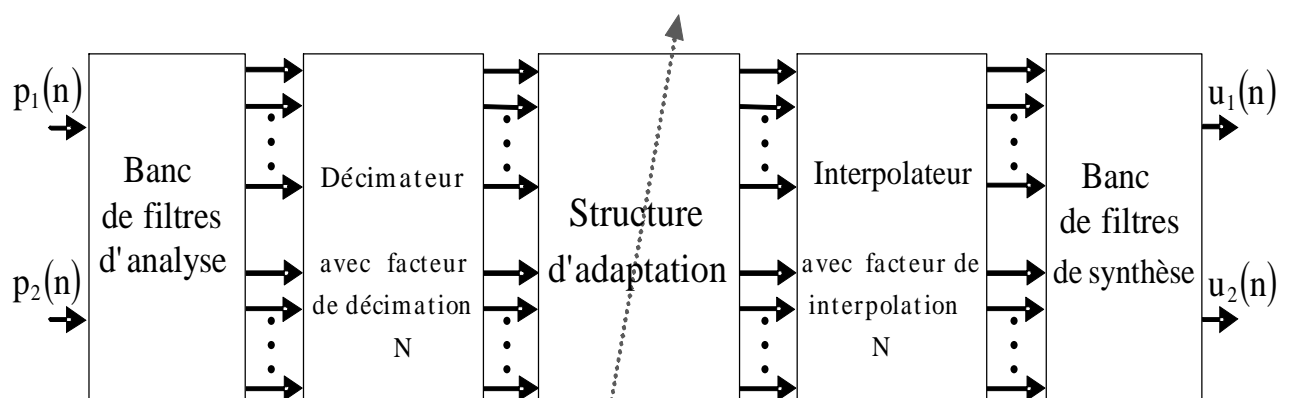 p₁(n)
p₂(n)
Banc
de filtres
d'analyse
Décimateur
avec facteur
de décimation
N
Structure
d'adaptation
Interpolateur
avec facteur de
interpolation
N
Banc
de filtres
de synthèse
u₁(n)
u₂(n)